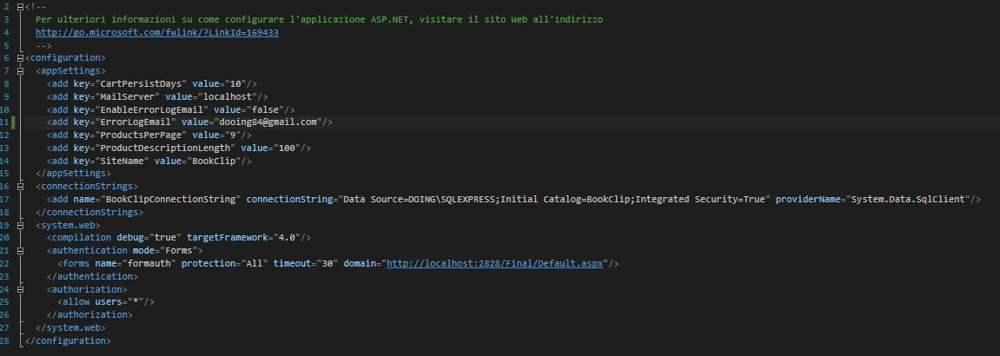 2 <!--
3 Per ulteriori informazioni su come configurare l'applicazione ASP.NET, visitare il sito Web all'indirizzo
4 http://go.microsoft.com/fwlink/?LinkId=169433
5 -->
6 <configuration>
7 <appSettings>
8 <add key="CartPersistDays" value="10"/>
9 <add key="MailServer" value="localhost"/>
10 <add key="EnableErrorLogEmail" value="false"/>
11 <add key="ErrorLogEmail" value="dooing84@gmail.com"/>
12 <add key="ProductsPerPage" value="9"/>
13 <add key="ProductDescriptionLength" value="100"/>
14 <add key="SiteName" value="BookClip"/>
15 </appSettings>
16 <connectionStrings>
17 <add name="BookClipConnectionString" connectionString="Data Source=DOING\SQLEXPRESS;Initial Catalog=BookClip;Integrated Security=True" providerName="System.Data.SqlClient"/>
18 </connectionStrings>
19 <system.web>
20 <compilation debug="true" targetFramework="4.0"/>
21 <authentication mode="Forms">
22 <forms name="formauth" protection="All" timeout="30" domain="http://localhost:2828/Final/Default.aspx"/>
23 </authentication>
24 <authorization>
25 <allow users="*"/>
26 </authorization>
27 </system.web>
28 </configuration>